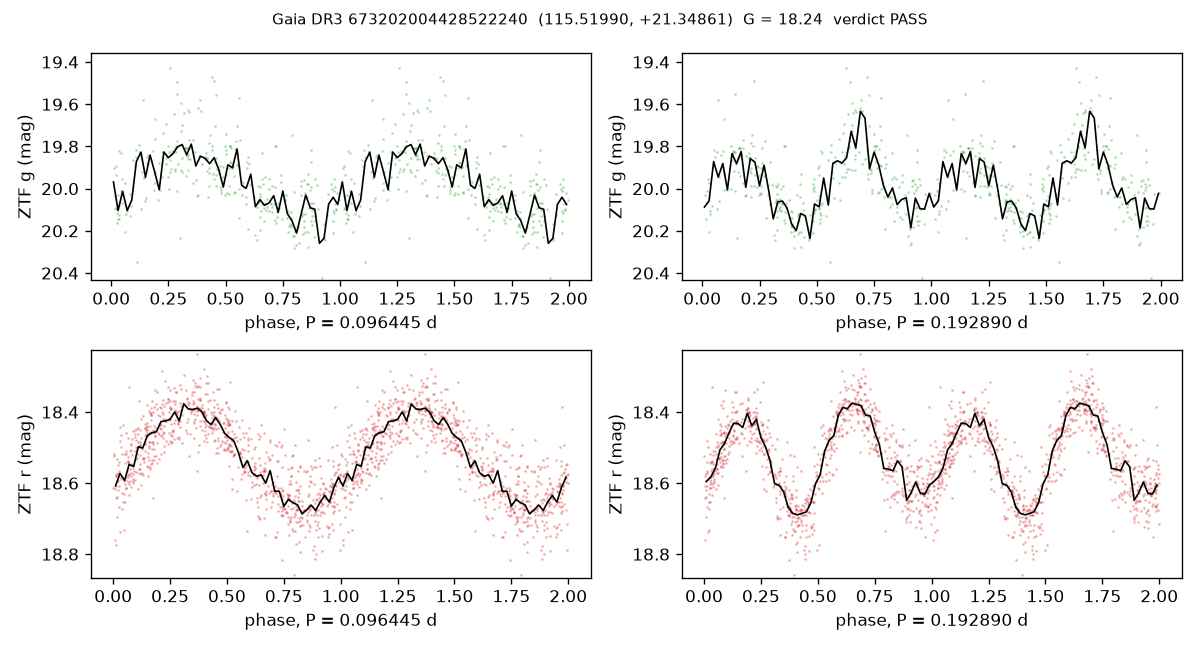 Gaia DR3 673202004428522240  (115.51990, +21.34861)  G = 18.24  verdict PASS
ZTF g (mag)
19.4
19.6
19.8
20.0
20.2
20.4
0.00 0.25 0.50 0.75 1.00 1.25 1.50 1.75 2.00
phase, P = 0.096445 d
ZTF g (mag)
19.4
19.6
19.8
20.0
20.2
20.4
0.00 0.25 0.50 0.75 1.00 1.25 1.50 1.75 2.00
phase, P = 0.192890 d
ZTF r (mag)
18.4
18.6
18.8
0.00 0.25 0.50 0.75 1.00 1.25 1.50 1.75 2.00
phase, P = 0.096445 d
ZTF r (mag)
18.4
18.6
18.8
0.00 0.25 0.50 0.75 1.00 1.25 1.50 1.75 2.00
phase, P = 0.192890 d